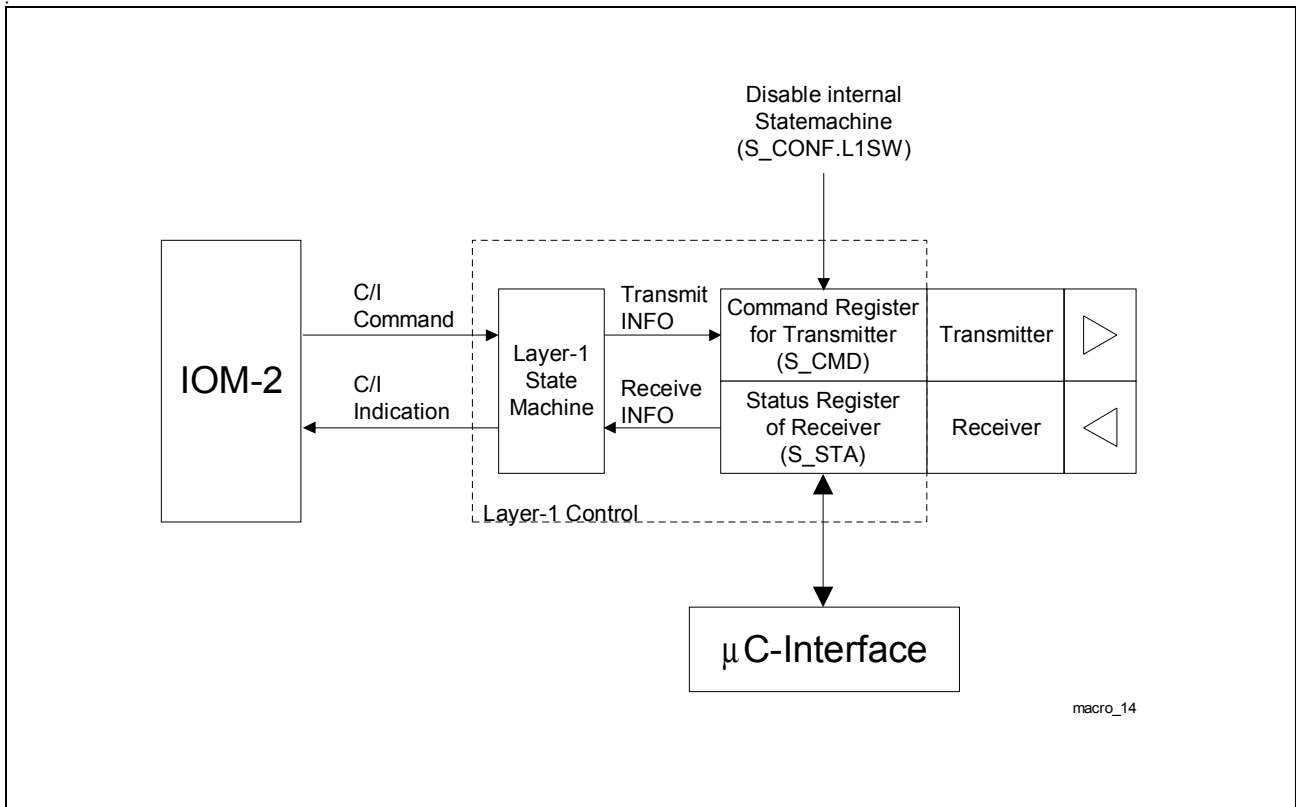 Disable internal
Statemachine
(S_CONF.L1SW)
IOM-2
C/I
Command
C/I
Indication
Layer-1
State
Machine
Transmit
INFO
Receive
INFO
Command Register
for Transmitter
(S_CMD)
Transmitter
Status Register
of Receiver
(S_STA)
Receiver
Layer-1 Control
µC-Interface
macro_14